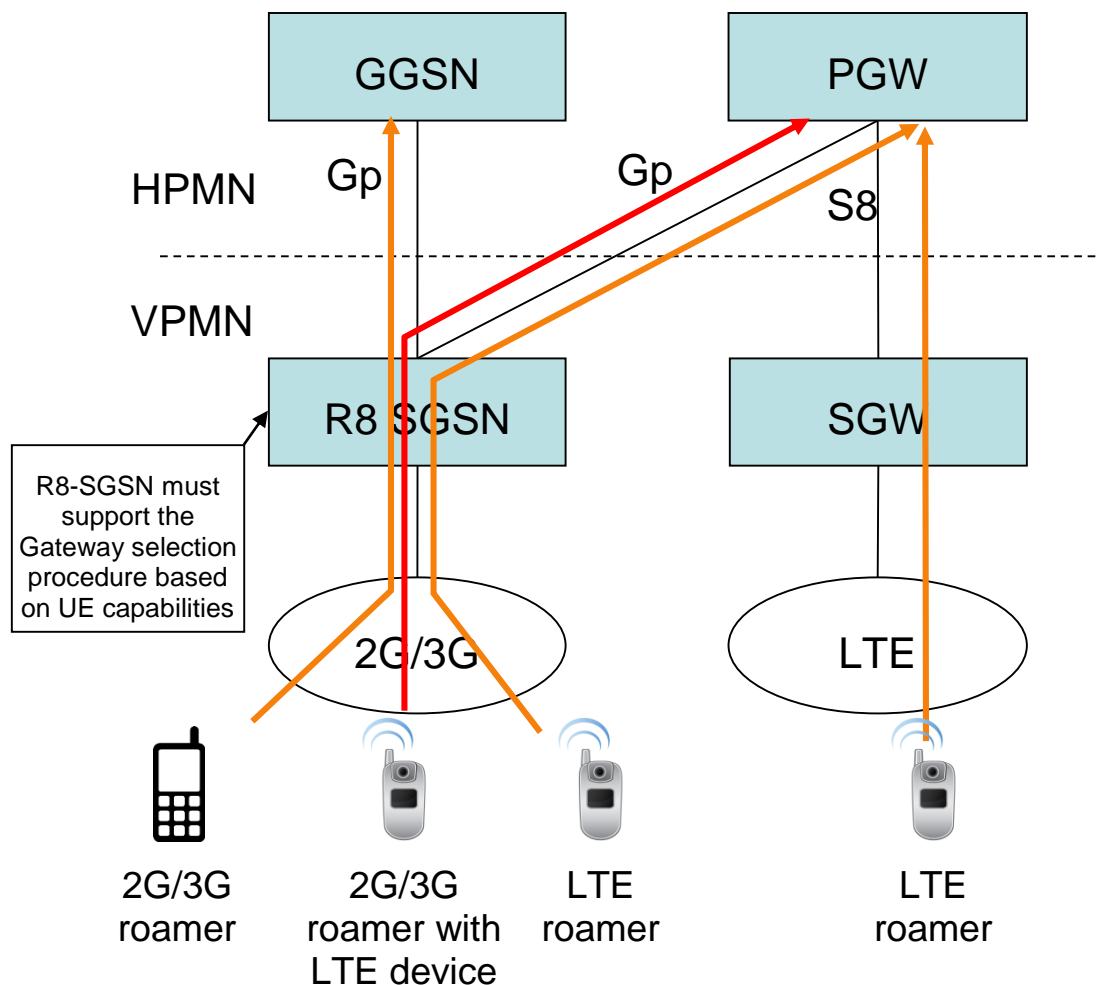 GGSN
PGW
Gp
Gp
HPMN
S8
VPMN
R8 SGSN
SGW
R8-SGSN must
support the
Gateway selection
procedure based
on UE capabilities
2G/3G
LTE
2G/3G
roamer
2G/3G
roamer with
LTE device
LTE
roamer
LTE
roamer